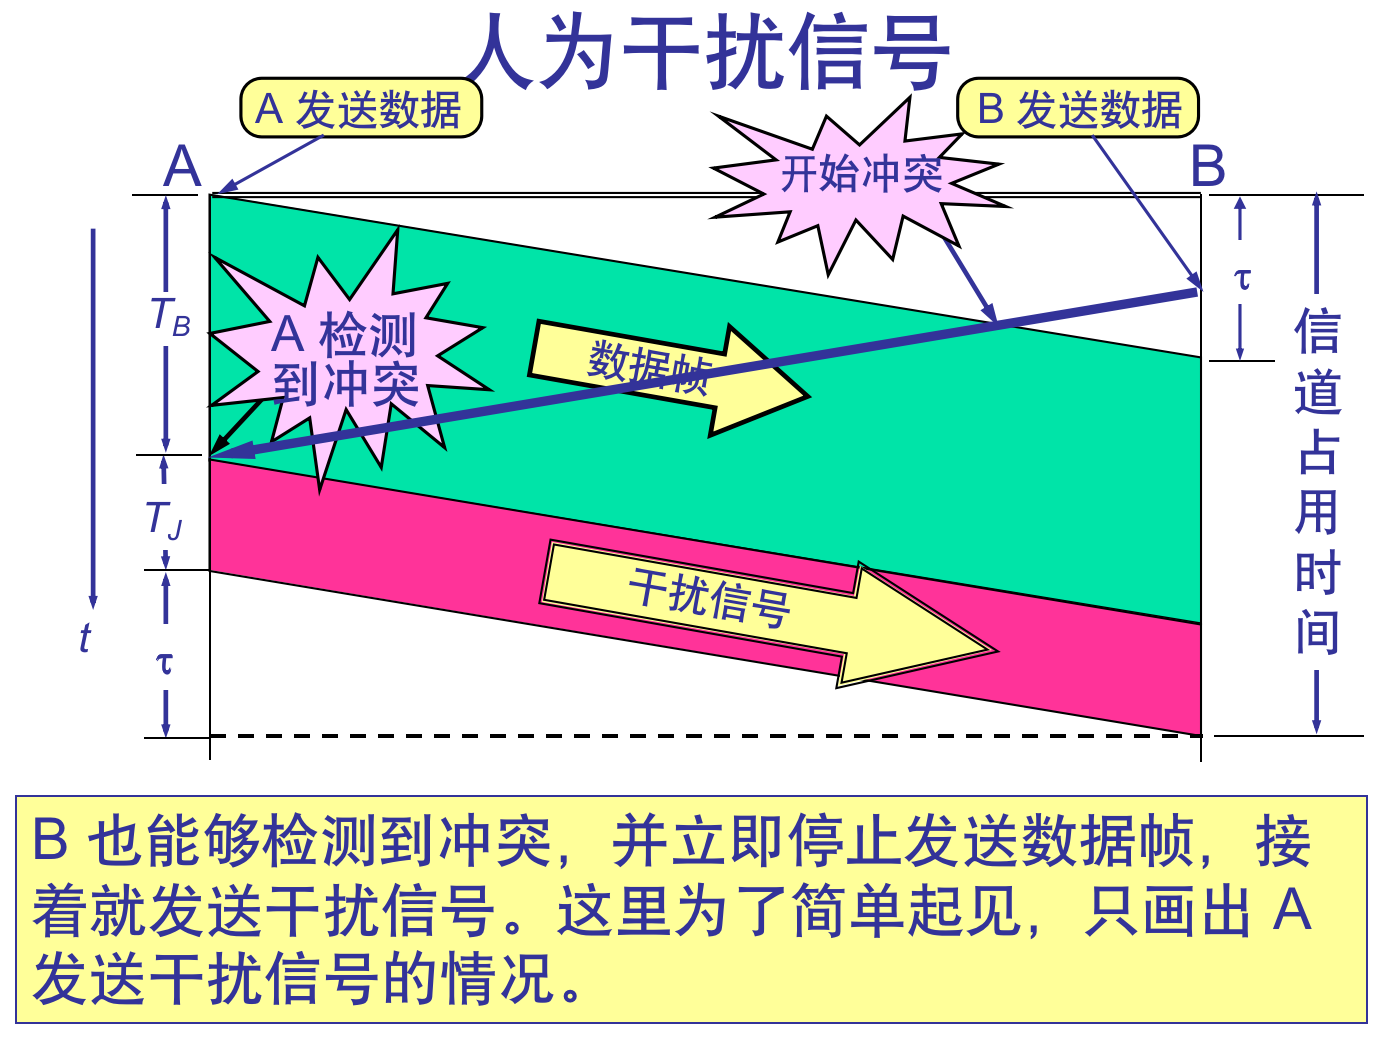 人为干扰信号
A 发送数据
B 发送数据
A
B
开始冲突
τ
T_B
A 检测
到冲突
数据帧
信
道
占
用
时
间
T_J
干扰信号
t
τ
B 也能够检测到冲突，并立即停止发送数据帧，接
着就发送干扰信号。这里为了简单起见，只画出 A
发送干扰信号的情况。